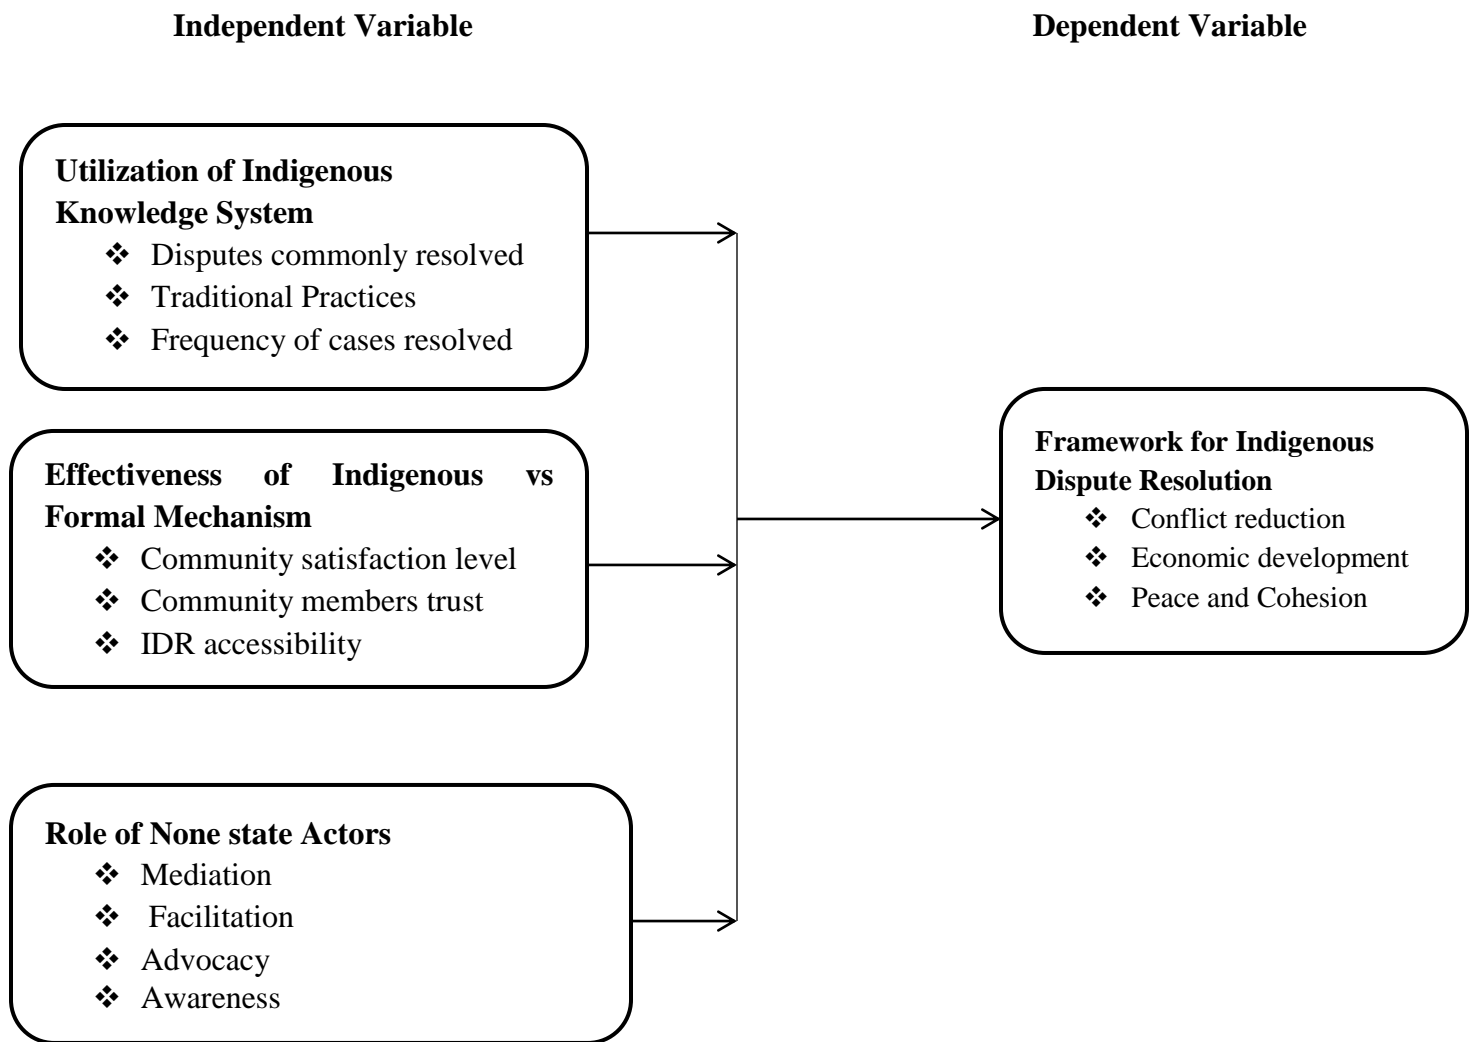 Independent Variable
Dependent Variable
Utilization of Indigenous
Knowledge System
❖ Disputes commonly resolved
❖ Traditional Practices
❖ Frequency of cases resolved
Effectiveness of Indigenous vs
Formal Mechanism
❖ Community satisfaction level
❖ Community members trust
❖ IDR accessibility
Role of None state Actors
❖ Mediation
❖ Facilitation
❖ Advocacy
❖ Awareness
Framework for Indigenous
Dispute Resolution
❖ Conflict reduction
❖ Economic development
❖ Peace and Cohesion